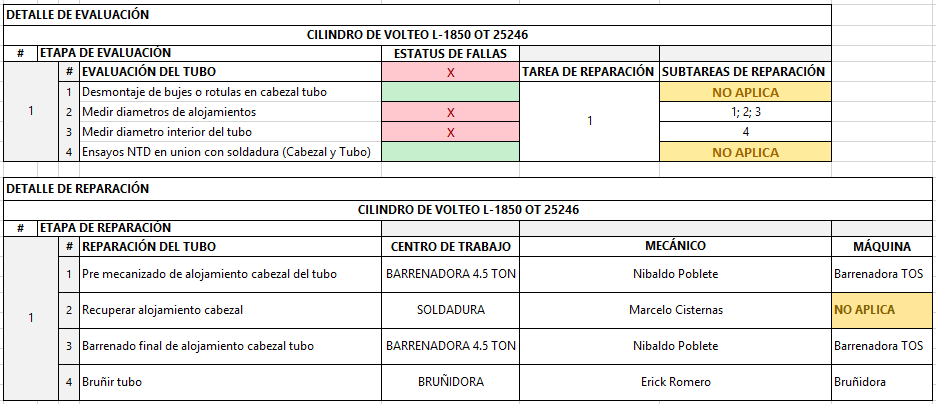 DETALLE DE EVALUACIÓN
CILINDRO DE VOLTEO L-1850 OT 25246
# ETAPA DE EVALUACIÓN ESTATUS DE FALLAS
# EVALUACIÓN DEL TUBO X TAREA DE REPARACIÓN SUBTAREAS DE REPARACIÓN
1 Desmontaje de bujes o rotulas en cabezal tubo NO APLICA
1 2 Medir diametros de alojamientos X 1 1; 2; 3
3 Medir diametro interior del tubo X 4
4 Ensayos NTD en union con soldadura (Cabezal y Tubo) NO APLICA
DETALLE DE REPARACIÓN
CILINDRO DE VOLTEO L-1850 OT 25246
# ETAPA DE REPARACIÓN
# REPARACIÓN DEL TUBO CENTRO DE TRABAJO MECÁNICO MÁQUINA
1 Pre mecanizado de alojamiento cabezal del tubo BARRENADORA 4.5 TON Nibaldo Poblete Barrenadora TOS
1 2 Recuperar alojamiento cabezal SOLDADURA Marcelo Cisternas NO APLICA
3 Barrenado final de alojamiento cabezal tubo BARRENADORA 4.5 TON Nibaldo Poblete Barrenadora TOS
4 Bruñir tubo BRUÑIDORA Erick Romero Bruñidora